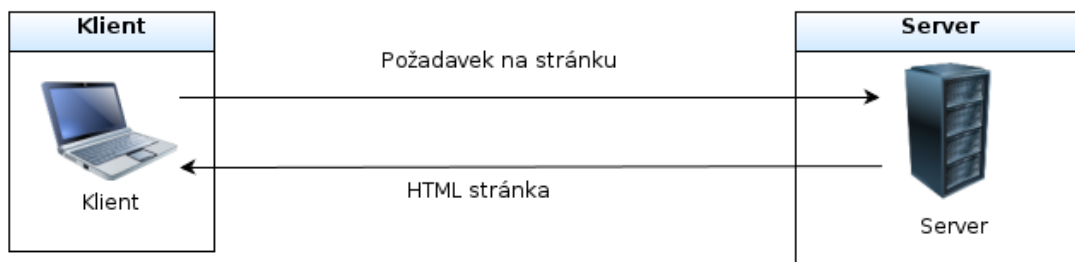 Klient
Server
Požadavek na stránku
HTML stránka
Klient
Server